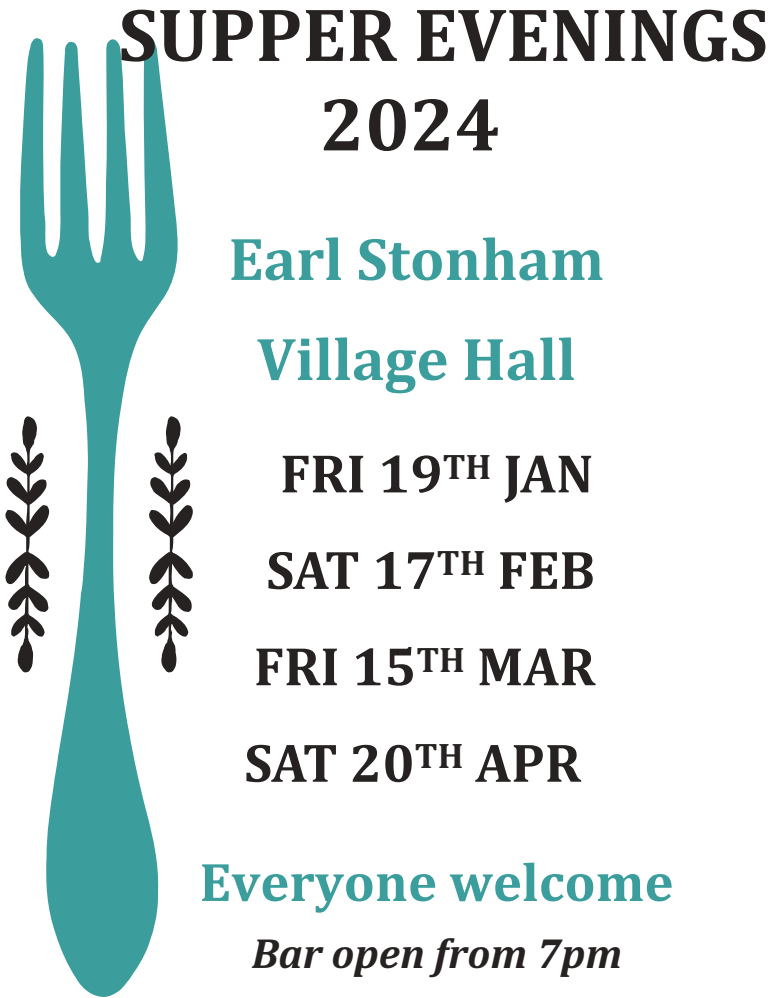 SUPPER EVENINGS
2024
Earl Stonham
Village Hall
FRI 19TH JAN
SAT 17TH FEB
FRI 15TH MAR
SAT 20TH APR
Everyone welcome
Bar open from 7pm